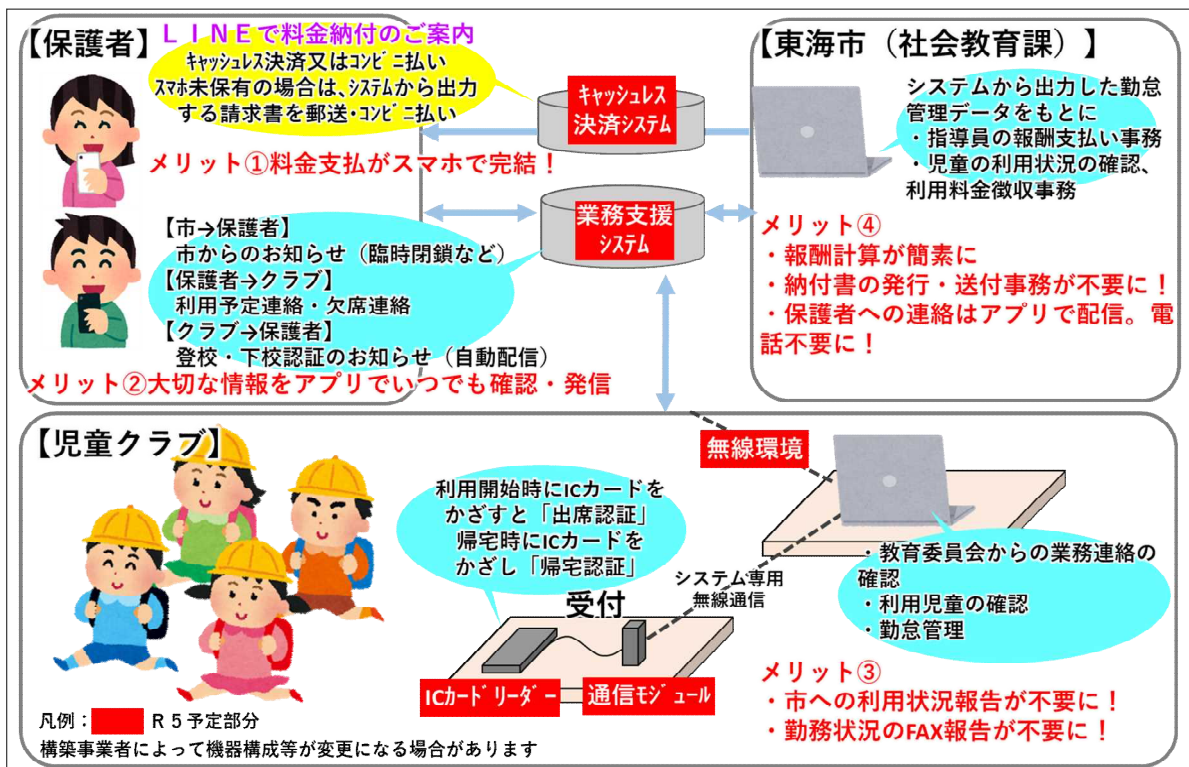 【保護者】
LINEで料金納付のご案内
キャッシュレス決済又はコンビニ払い
スマホ未保有の場合は、システムから出力
する請求書を郵送・コンビニ払い
メリット①料金支払がスマホで完結！
【市→保護者】
市からのお知らせ（臨時閉鎖など）
【保護者→クラブ】
利用予定連絡・欠席連絡
【クラブ→保護者】
登校・下校認証のお知らせ（自動配信）
メリット②大切な情報をアプリでいつでも確認・発信
キャッシュレス
決済システム
業務支援
システム
【東海市（社会教育課）】
システムから出力した勤怠
管理データをもとに
・指導員の報酬支払い事務
・児童の利用状況の確認、
利用料金徴収事務
メリット④
・報酬計算が簡素に
・納付書の発行・送付事務が不要に！
・保護者への連絡はアプリで配信。電
話不要に！
【児童クラブ】
利用開始時にICカードを
かざすと「出席認証」
帰宅時にICカードを
かざし「帰宅認証」
受付
ICカードリーダー
通信モジュール
システム専用
無線通信
無線環境
・教育委員会からの業務連絡の
確認
・利用児童の確認
・勤怠管理
メリット③
・市への利用状況報告が不要に！
・勤務状況のFAX報告が不要に！
凡例：
R５予定部分
構築事業者によって機器構成等が変更になる場合があります